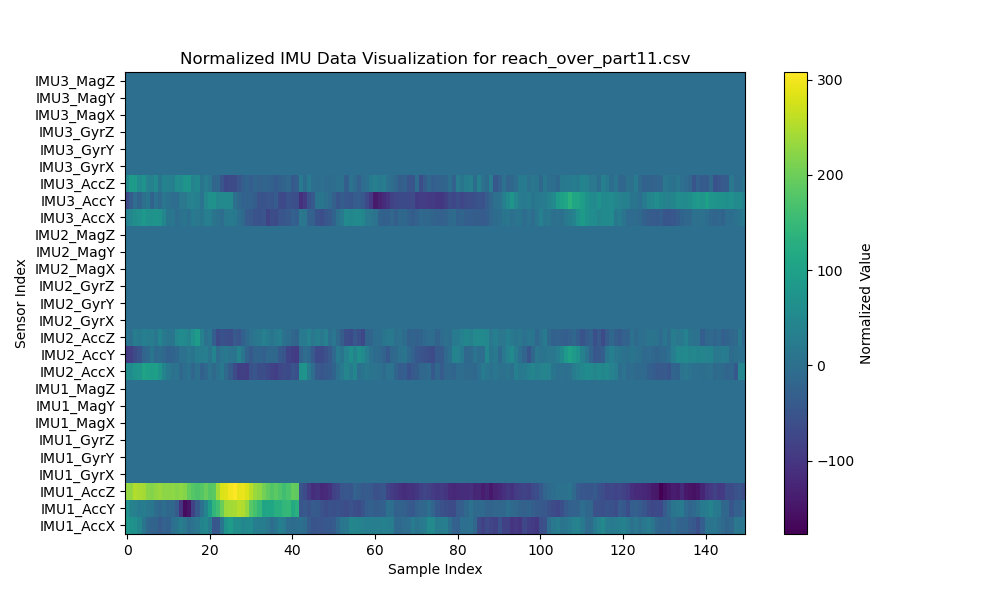 Normalized IMU Data Visualization for reach_over_part11.csv
IMU3_MagZ
IMU3_MagY
IMU3_MagX
IMU3_GyrZ
IMU3_GyrY
IMU3_GyrX
IMU3_AccZ
IMU3_AccY
IMU3_AccX
IMU2_MagZ
IMU2_MagY
IMU2_MagX
IMU2_GyrZ
IMU2_GyrY
IMU2_GyrX
IMU2_AccZ
IMU2_AccY
IMU2_AccX
IMU1_MagZ
IMU1_MagY
IMU1_MagX
IMU1_GyrZ
IMU1_GyrY
IMU1_GyrX
IMU1_AccZ
IMU1_AccY
IMU1_AccX
Sensor Index
0 20 40 60 80 100 120 140
Sample Index
300
200
100
0
−100
Normalized Value